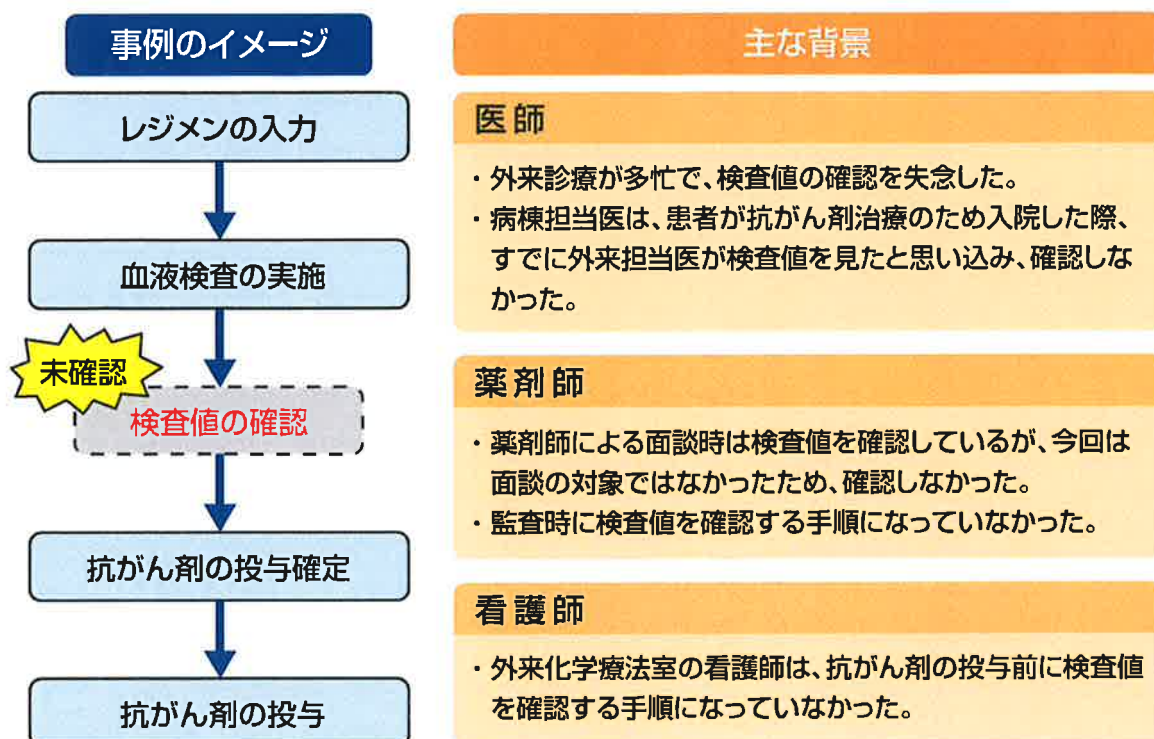 事例のイメージ
レジメンの入力
血液検査の実施
未確認
検査値の確認
抗がん剤の投与確定
抗がん剤の投与
主な背景
医師
・外来診療が多忙で、検査値の確認を失念した。
・病棟担当医は、患者が抗がん剤治療のため入院した際、
すでに外来担当医が検査値を見たと思い込み、確認しな
かった。
薬剤師
・薬剤師による面談時は検査値を確認しているが、今回は
面談の対象ではなかったため、確認しなかった。
・監査時に検査値を確認する手順になっていなかった。
看護師
・外来化学療法室の看護師は、抗がん剤の投与前に検査値
を確認する手順になっていなかった。